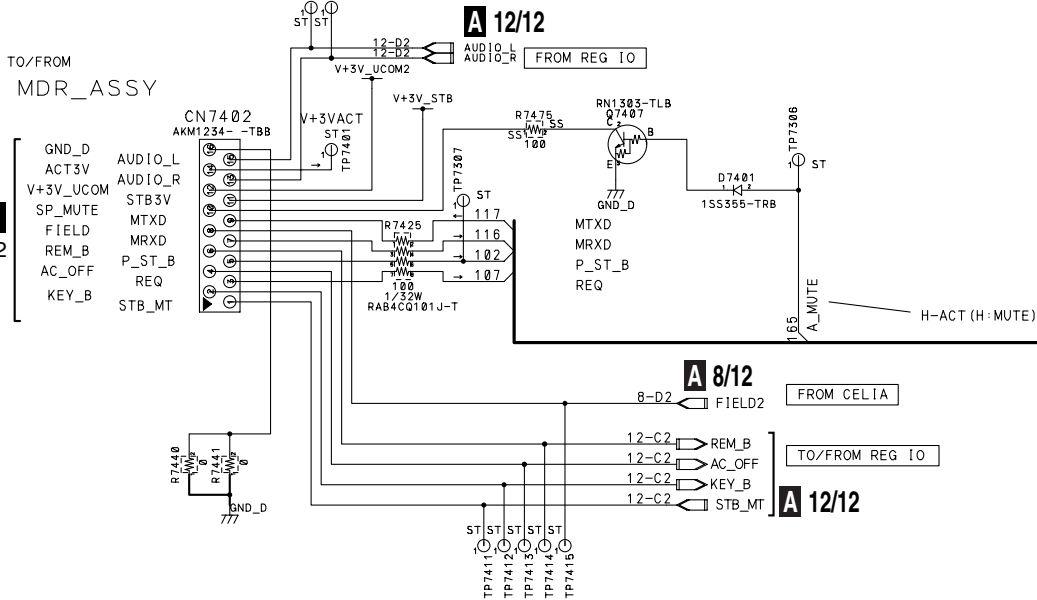 ST ST
A 12/12
12-D2 AUDIO_L
12-D2 AUDIO_R
FROM REG IO
TO/FROM
MDR_ASSY
V+3V_UCOM2
V+3V_STB
CN7402
AKM1234- -TBB
V+3VACT
ST
TP7401
TP7307
ST
R7475
SS
SS
100
RN1303-TLB
Q7407
C
B
E
GND_D
D7401
1SS355-TRB
TP7306
ST
GND_D
ACT3V
V+3V_UCOM
SP_MUTE
FIELD
REM_B
AC_OFF
KEY_B
AUDIO_L
AUDIO_R
STB3V
MTXD
MRXD
P_ST_B
REQ
STB_MT
2
R7425
100
1/32W
RAB4CQ101J-T
117
116
102
107
MTXD
MRXD
P_ST_B
REQ
165
A_MUTE
H-ACT(H:MUTE)
A 8/12
8-D2 FIELD2
FROM CELIA
12-C2 REM_B
12-C2 AC_OFF
12-C2 KEY_B
12-C2 STB_MT
TO/FROM REG IO
A 12/12
R7440
0
R7441
0
GND_D
ST ST ST ST ST
TP7411
TP7412
TP7413
TP7414
TP7415